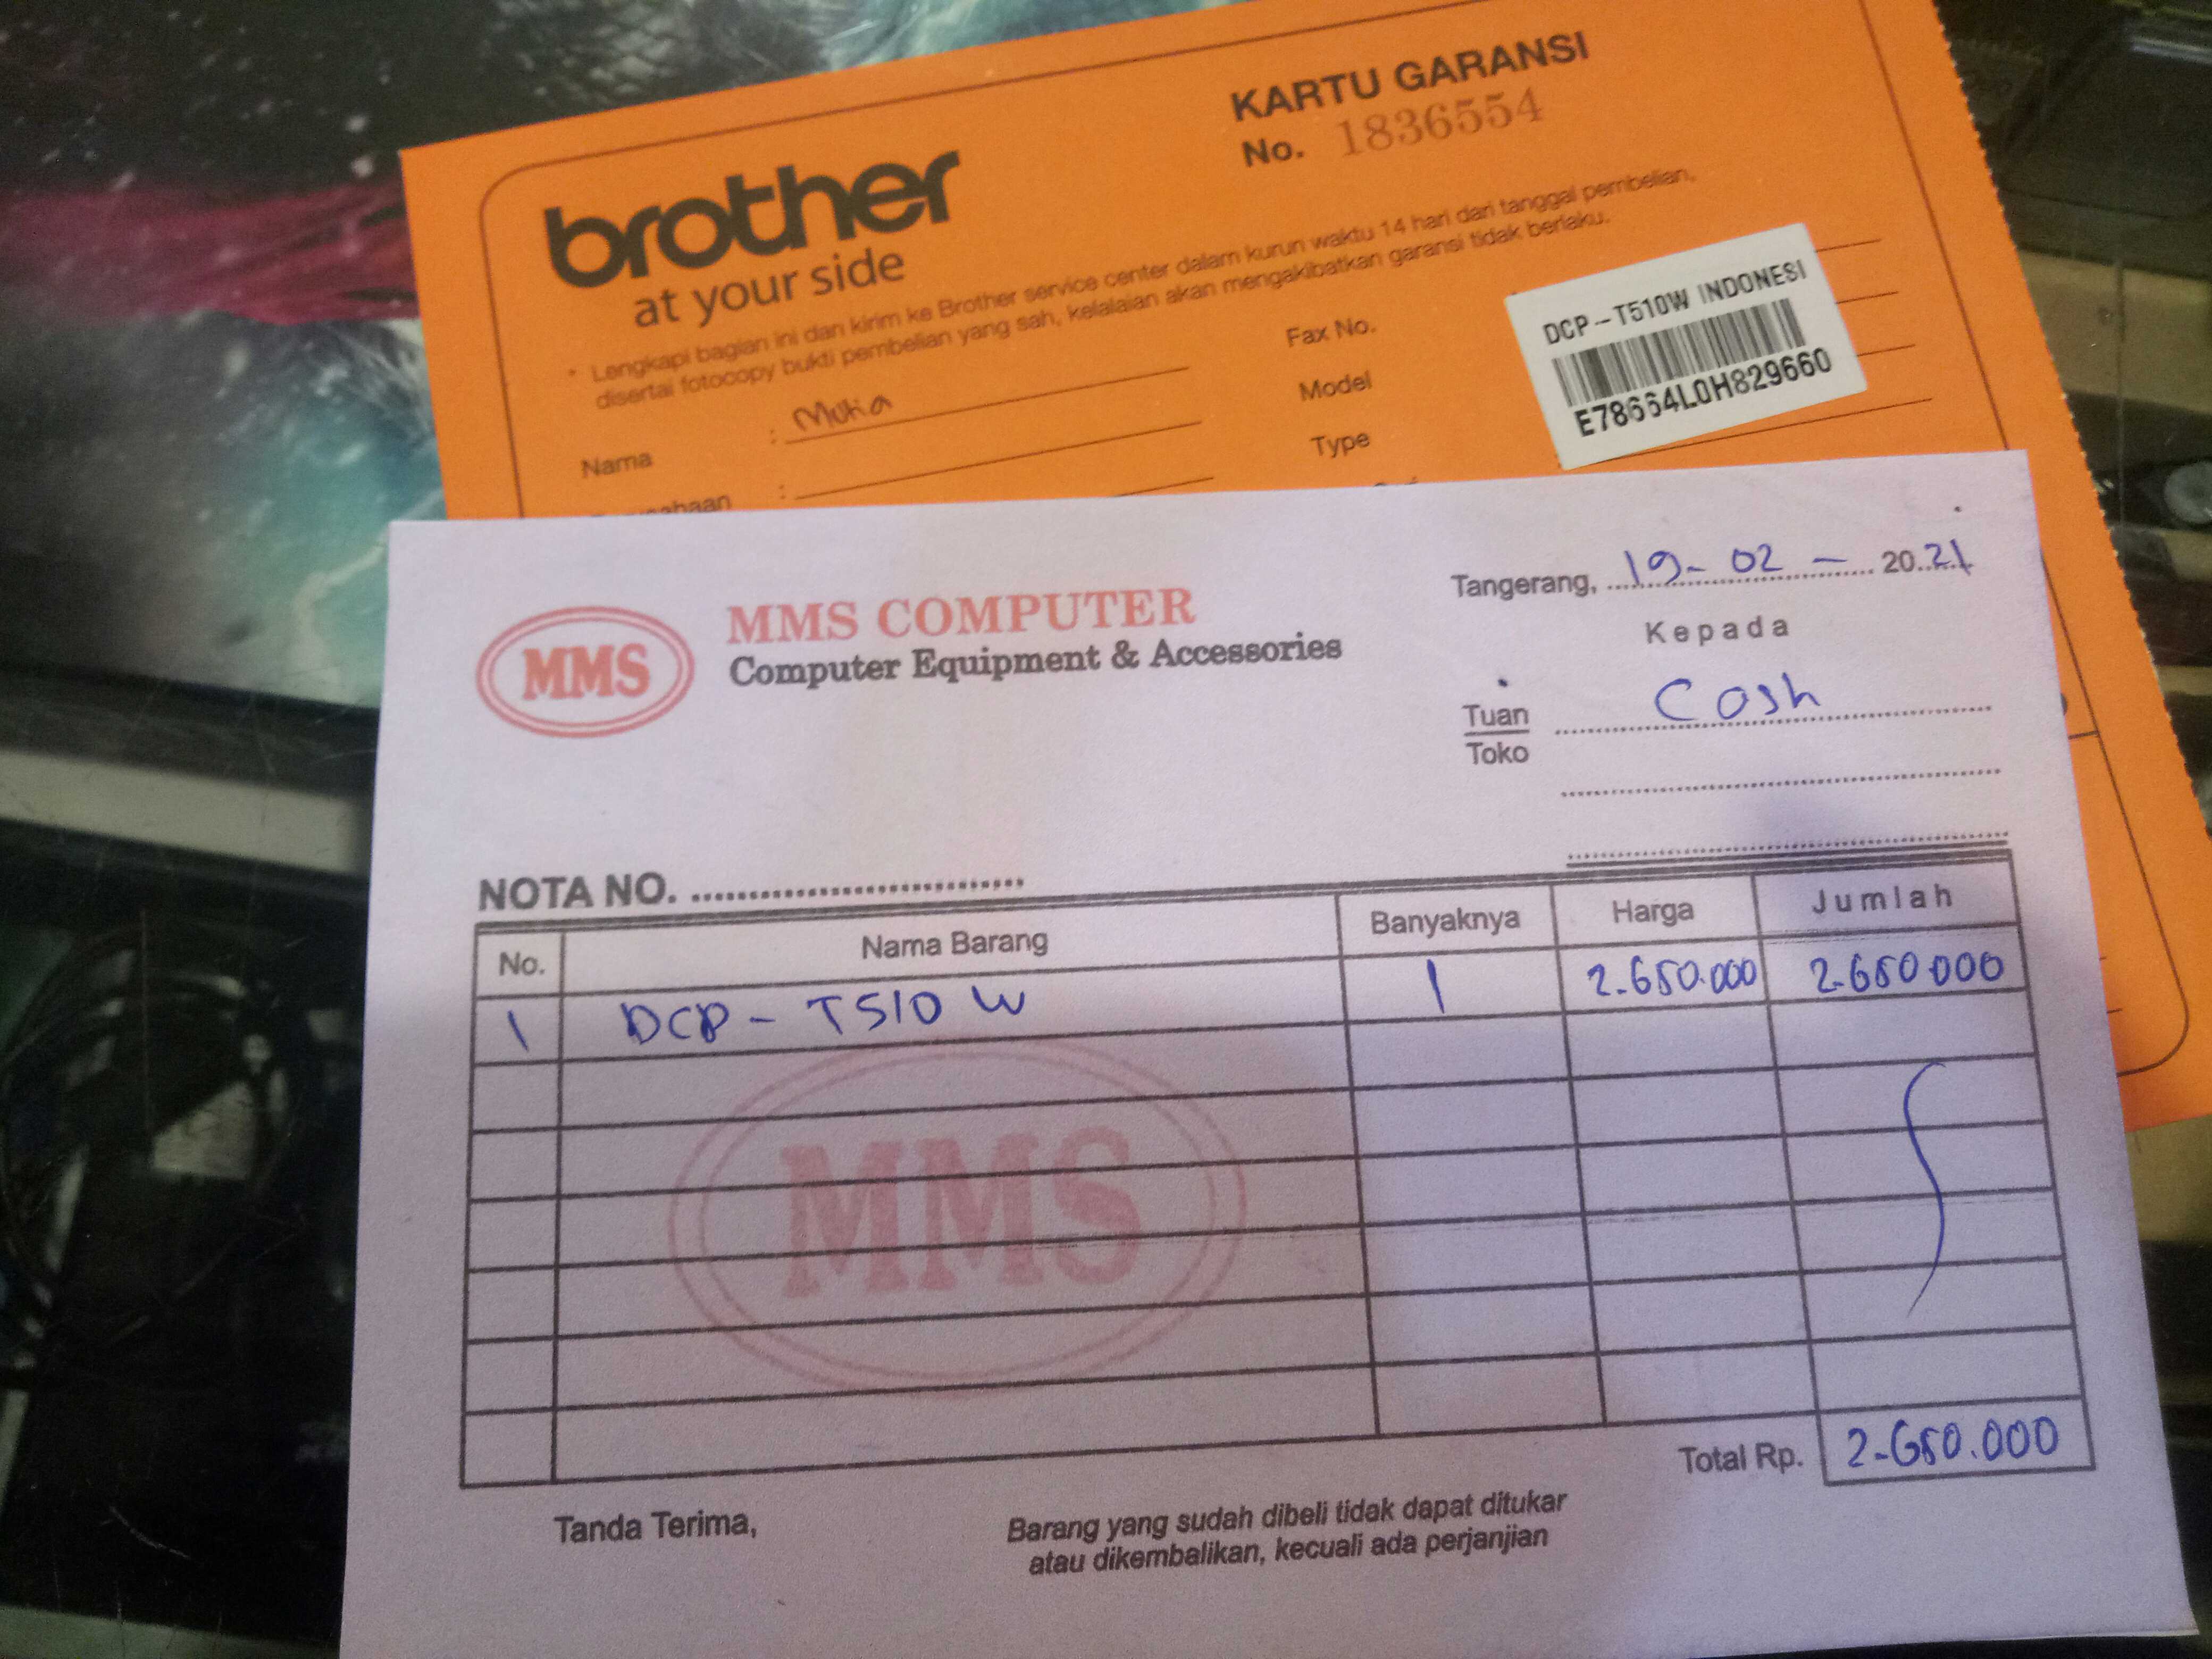 KARTU GARANSI
No. 1836554
brother
at your side
* Lengkapi bagian ini dan kirim ke Brother service center dalam kurun waktu 14 hari dari tanggal pembelian,
disertai fotocopy bukti pembelian yang sah, kelalaian akan mengakibatkan garansi tidak berlaku.
DCP-T510W INDONESI
E78664L0H829660
Nama :
Fax No.
Model
Type
MMS
MMS COMPUTER
Computer Equipment & Accessories
Tangerang, 19-02-2021
Kepada
Tuan
Toko
Cash
NOTA NO.
No. Nama Barang Banyaknya Harga Jumlah
1 DCP-T510W 1 2.650.000 2.650.000
MMS
Total Rp. 2.650.000
Tanda Terima,
Barang yang sudah dibeli tidak dapat ditukar
atau dikembalikan, kecuali ada perjanjian